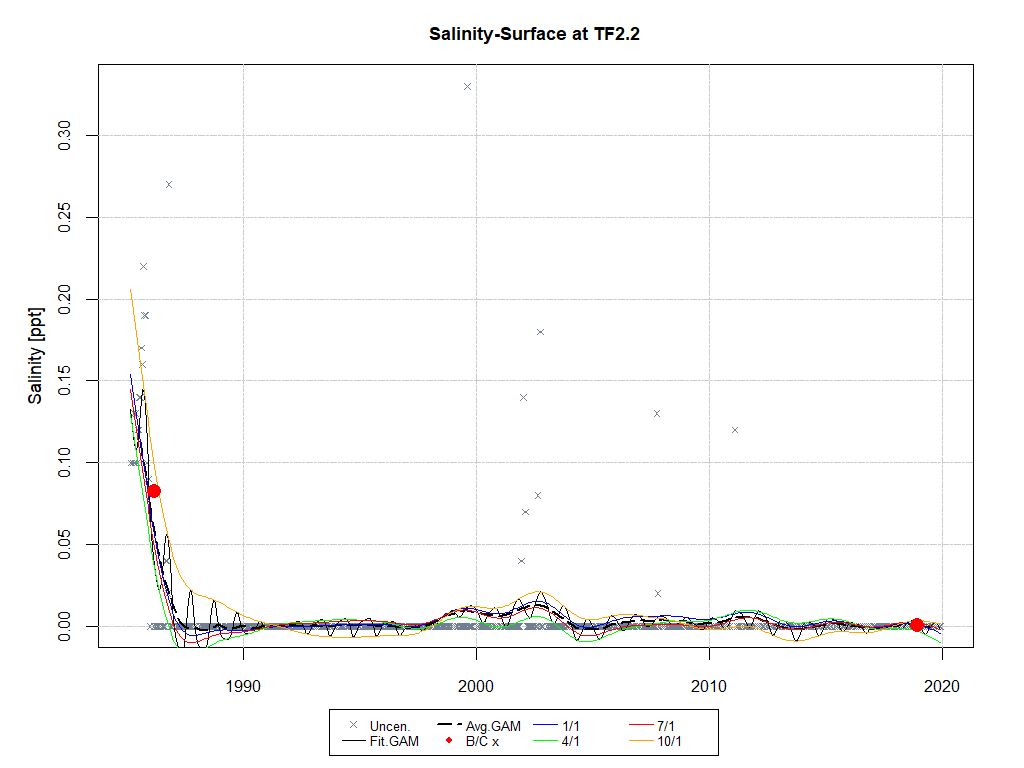 Salinity-Surface at TF2.2
Salinity [ppt]
0.30
0.25
0.20
0.15
0.10
0.05
0.00
1990 2000 2010 2020
Uncen. Avg.GAM 1/1 7/1
Fit.GAM B/C x 4/1 10/1